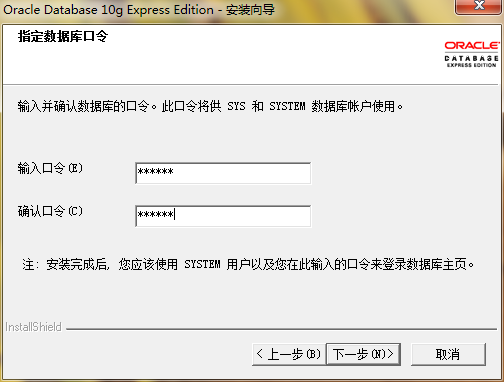 Oracle Database 10g Express Edition - 安装向导
指定数据库口令
ORACLE
DATABASE
EXPRESS EDITION
输入并确认数据库的口令。此口令将供 SYS 和 SYSTEM 数据库帐户使用。
输入口令(E) ******
确认口令(C) ******
注: 安装完成后, 您应该使用 SYSTEM 用户以及您在此输入的口令来登录数据库主页。
InstallShield
< 上一步(B) 下一步(N)> 取消